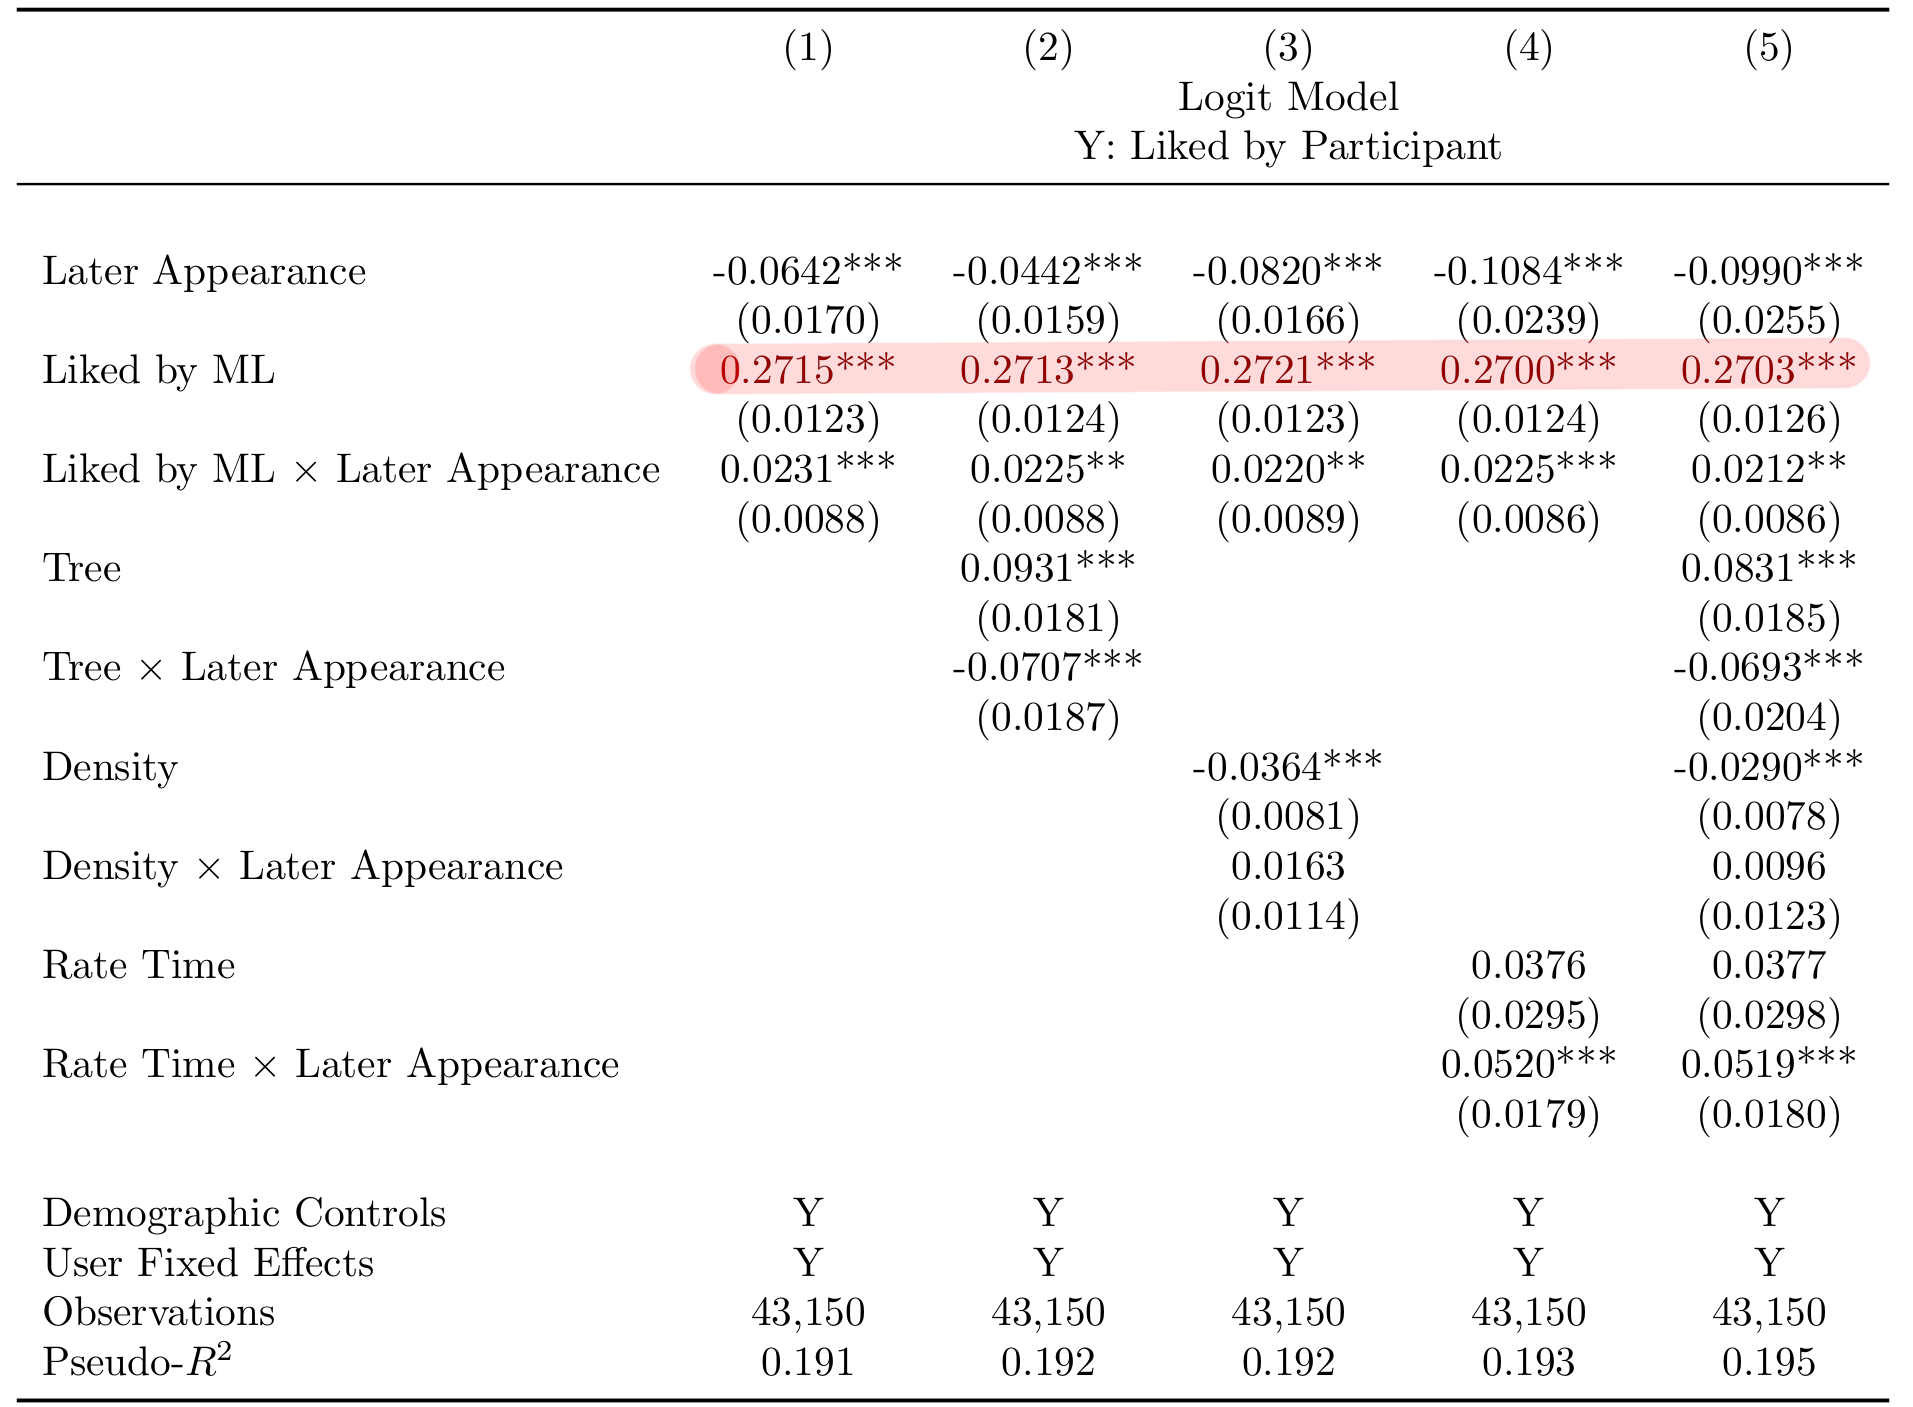 (1) (2) (3) (4) (5)
Logit Model
Y: Liked by Participant
Later Appearance -0.0642*** -0.0442*** -0.0820*** -0.1084*** -0.0990***
(0.0170) (0.0159) (0.0166) (0.0239) (0.0255)
Liked by ML 0.2715*** 0.2713*** 0.2721*** 0.2700*** 0.2703***
(0.0123) (0.0124) (0.0123) (0.0124) (0.0126)
Liked by ML × Later Appearance 0.0231*** 0.0225** 0.0220** 0.0225*** 0.0212**
(0.0088) (0.0088) (0.0089) (0.0086) (0.0086)
Tree 0.0931*** 0.0831***
(0.0181) (0.0185)
Tree × Later Appearance -0.0707*** -0.0693***
(0.0187) (0.0204)
Density -0.0364*** -0.0290***
(0.0081) (0.0078)
Density × Later Appearance 0.0163 0.0096
(0.0114) (0.0123)
Rate Time 0.0376 0.0377
(0.0295) (0.0298)
Rate Time × Later Appearance 0.0520*** 0.0519***
(0.0179) (0.0180)
Demographic Controls Y Y Y Y Y
User Fixed Effects Y Y Y Y Y
Observations 43,150 43,150 43,150 43,150 43,150
Pseudo-R² 0.191 0.192 0.192 0.193 0.195